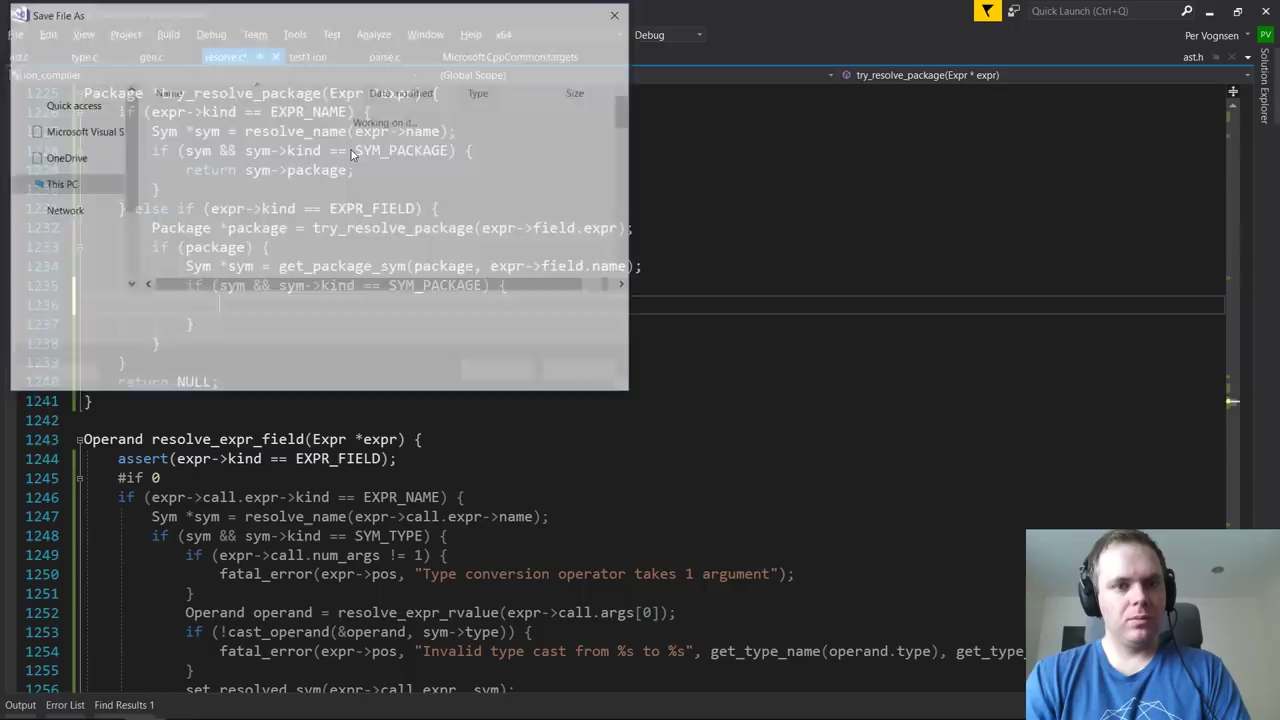 Save File As
Quick Launch (Ctrl+Q)
File Edit View Project Build Debug Team Tools Test Analyze Window Help x64
Debug
Per Vognsen
PV
type.c gen.c resolve.c* test1.ion parse.c Microsoft.CppCommon.targets
ast.h
ion_compiler
(Global Scope)
try_resolve_package(Expr * expr)
Solution Explorer
Name Date modified Type Size
Quick access
Microsoft Visual S
OneDrive
This PC
Network
Working on it...
1225 Package *try_resolve_package(Expr *expr) {
if (expr->kind == EXPR_NAME) {
Sym *sym = resolve_name(expr->name);
if (sym && sym->kind == SYM_PACKAGE) {
return sym->package;
}
} else if (expr->kind == EXPR_FIELD) {
1232 Package *package = try_resolve_package(expr->field.expr);
1233 if (package) {
1234 Sym *sym = get_package_sym(package, expr->field.name);
1235 if (sym && sym->kind == SYM_PACKAGE) {
1236
1237 }
1238 }
1239 }
1240 return NULL;
1241 }
1242
1243 Operand resolve_expr_field(Expr *expr) {
1244 assert(expr->kind == EXPR_FIELD);
1245 #if 0
1246 if (expr->call.expr->kind == EXPR_NAME) {
1247 Sym *sym = resolve_name(expr->call.expr->name);
1248 if (sym && sym->kind == SYM_TYPE) {
1249 if (expr->call.num_args != 1) {
1250 fatal_error(expr->pos, "Type conversion operator takes 1 argument");
1251 }
1252 Operand operand = resolve_expr_rvalue(expr->call.args[0]);
1253 if (!cast_operand(&operand, sym->type)) {
1254 fatal_error(expr->pos, "Invalid type cast from %s to %s", get_type_name(operand.type), get_type_
1255 }
1256 set_resolved_sym(expr->call.expr, sym);
Output Error List Find Results 1